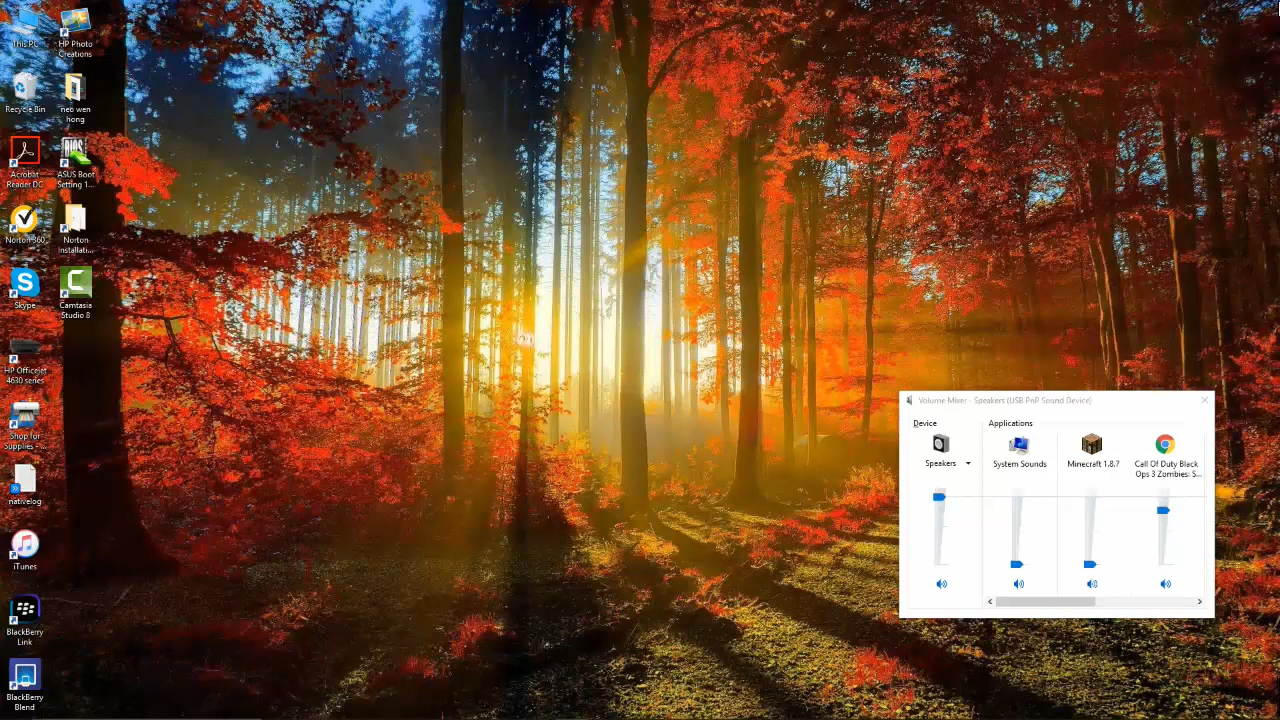 This PC
HP Photo
Creations
Recycle Bin
neo wen
hong
Acrobat
Reader DC
BIOS
ASUS Boot
Setting 1...
Norton 360
Norton
Installati...
Skype
Camtasia
Studio 8
HP Officejet
4630 series
Shop for
Supplies -...
nativelog
iTunes
BlackBerry
Link
BlackBerry
Blend
Volume Mixer - Speakers (USB PnP Sound Device)
Device
Applications
Speakers
System Sounds
Minecraft 1.8.7
Call Of Duty Black
Ops 3 Zombies: S...